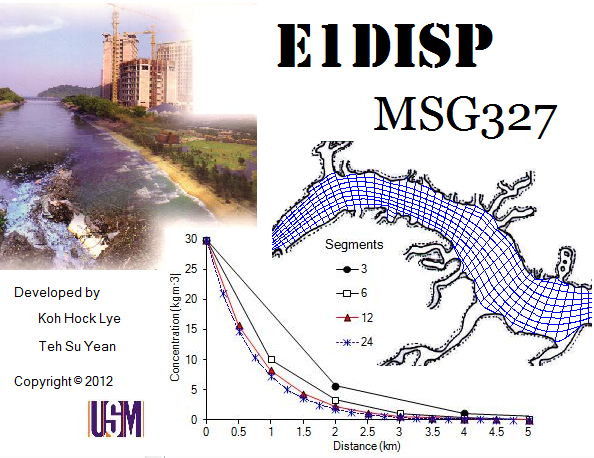 E1DISP
MSG327
Segments
3
6
12
24
Concentration [kgm-3]
30
25
20
15
10
5
0
0 0.5 1 1.5 2 2.5 3 3.5 4 4.5 5
Distance (km)
Developed by
Koh Hock Lye
Teh Su Yean
Copyright © 2012
USM